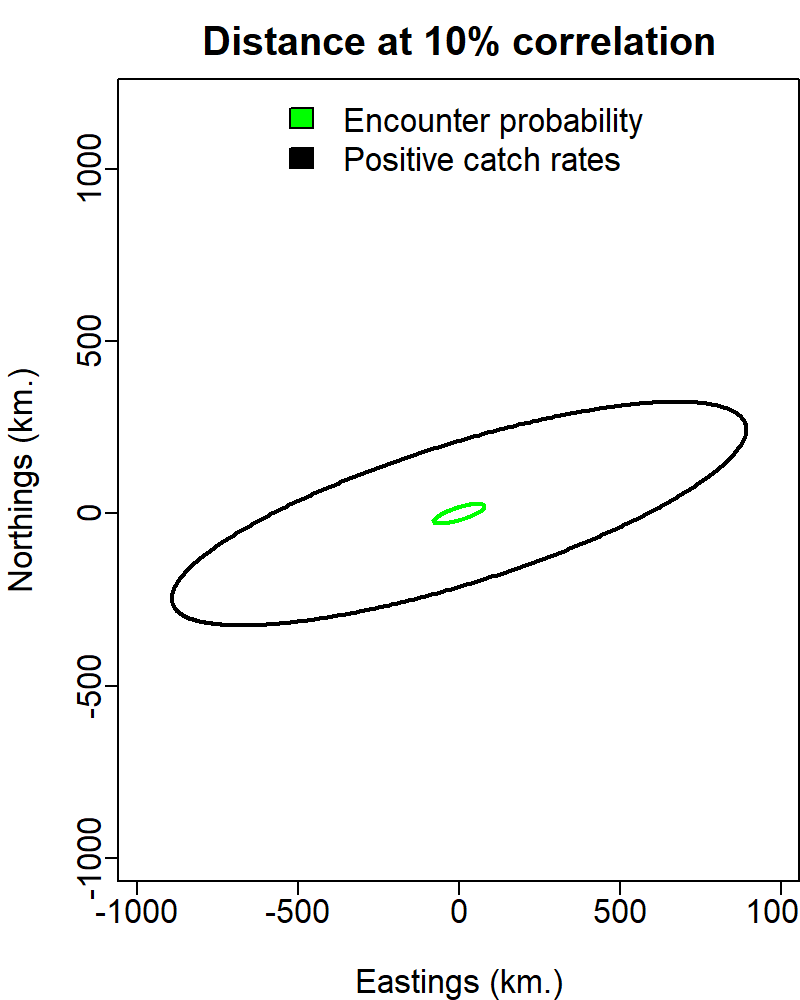 Distance at 10% correlation
Encounter probability
Positive catch rates
1000
500
0
-500
-1000
Northings (km.)
-1000 -500 0 500 100
Eastings (km.)